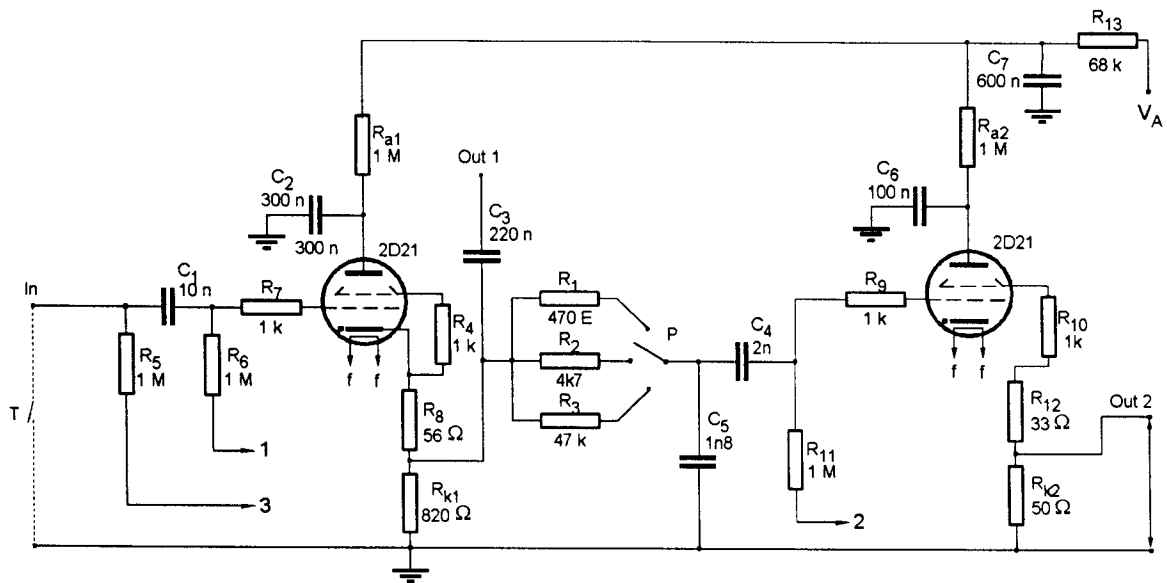 R13
68 k
VA
C7
600 n
Ra1
1 M
Ra2
1 M
Out 1
C2
300 n
300 n
C3
220 n
2D21
C6
100 n
2D21
In
C1
10 n
R7
1 k
R4
1 k
R1
470 E
P
R2
4k7
R3
47 k
C4
2n
R9
1 k
R10
1k
R5
1 M
R6
1 M
f
f
f
f
T
R8
56 Ω
C5
1n8
R11
1 M
R12
33 Ω
Out 2
1
3
Rk1
820 Ω
2
Rk2
50 Ω